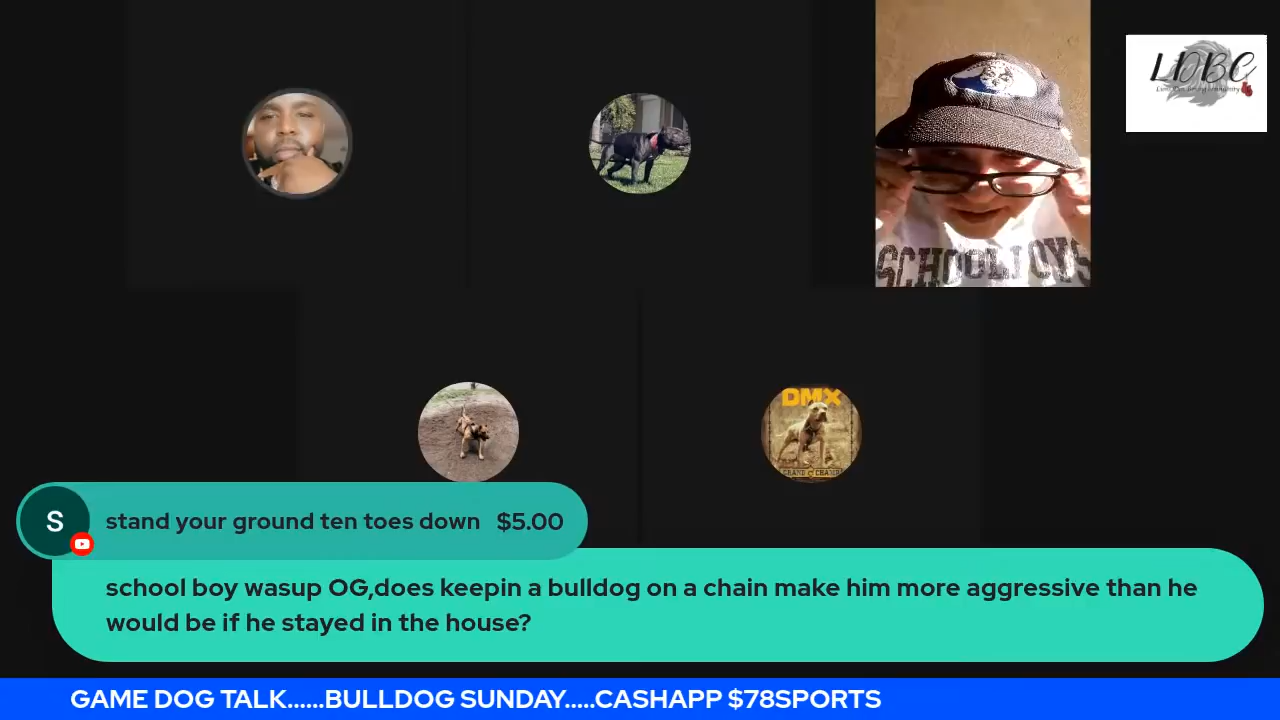 LDBC
SCHOOLBOYS
DMX
GRAND CHAMP
S
stand your ground ten toes down $5.00
school boy wasup OG,does keepin a bulldog on a chain make him more aggressive than he
would be if he stayed in the house?
GAME DOG TALK......BULLDOG SUNDAY.....CASHAPP $78SPORTS